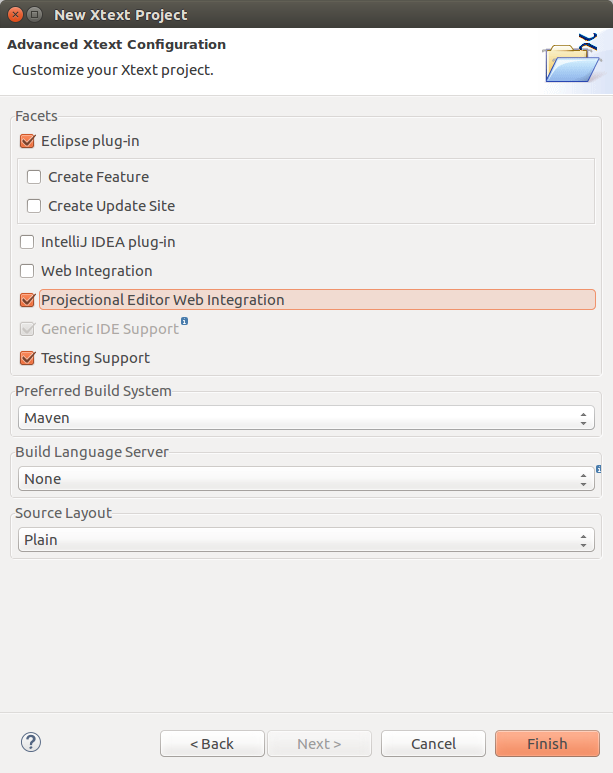 New Xtext Project
Advanced Xtext Configuration
Customize your Xtext project.
Facets
Eclipse plug-in
Create Feature
Create Update Site
IntelliJ IDEA plug-in
Web Integration
Projectional Editor Web Integration
Generic IDE Support
Testing Support
Preferred Build System
Maven
Build Language Server
None
Source Layout
Plain
?
< Back
Next >
Cancel
Finish